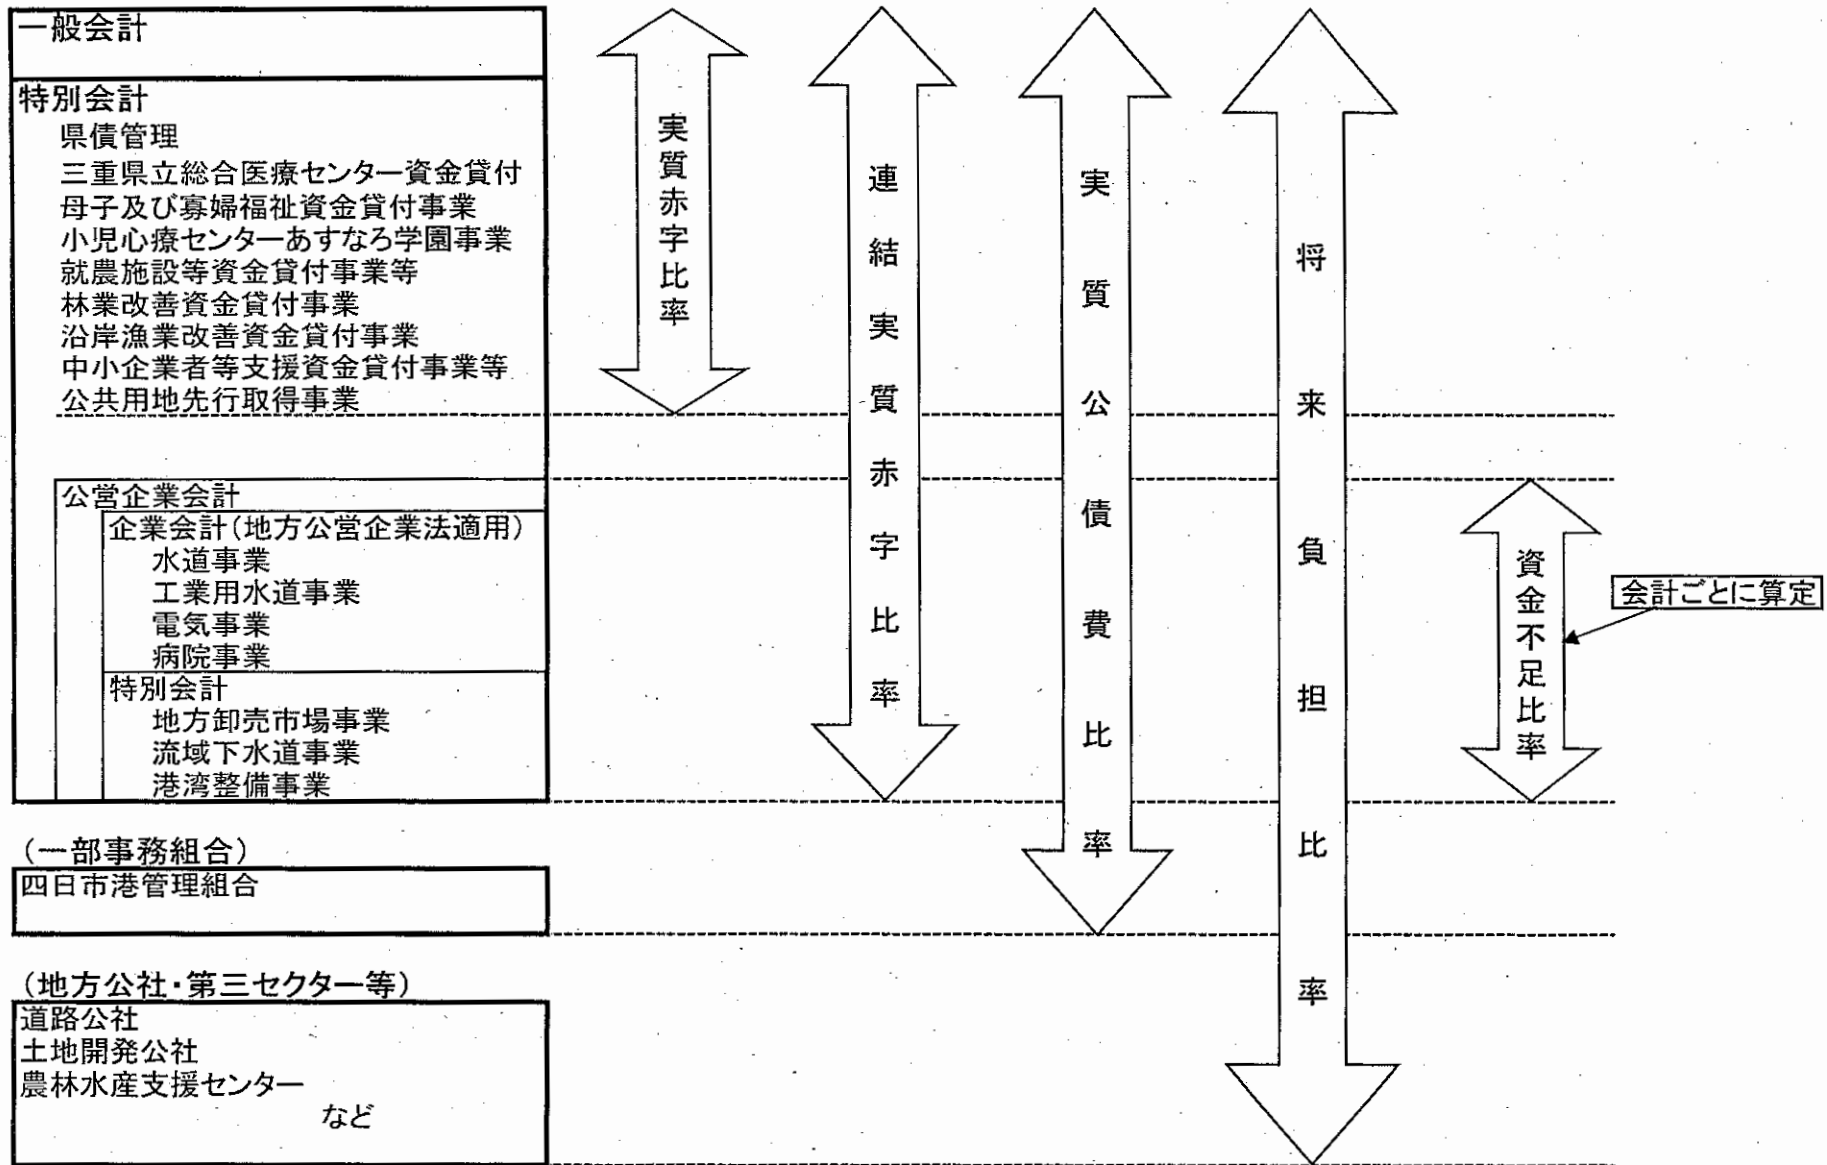 一般会計
特別会計
県債管理
三重県立総合医療センター資金貸付
母子及び寡婦福祉資金貸付事業
小児心療センターあすなろ学園事業
就農施設等資金貸付事業等
林業改善資金貸付事業
沿岸漁業改善資金貸付事業
中小企業者等支援資金貸付事業等
公共用地先行取得事業
公営企業会計
企業会計(地方公営企業法適用)
水道事業
工業用水道事業
電気事業
病院事業
特別会計
地方卸売市場事業
流域下水道事業
港湾整備事業
(一部事務組合)
四日市港管理組合
(地方公社・第三セクター等)
道路公社
土地開発公社
農林水産支援センター
など
実質赤字比率
連結実質赤字比率
実質公債費比率
将来負担比率
資金不足比率
会計ごとに算定